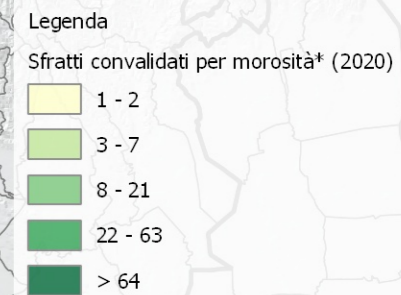 Legenda
Sfratti convalidati per morosità* (2020)
1 - 2
3 - 7
8 - 21
22 - 63
> 64